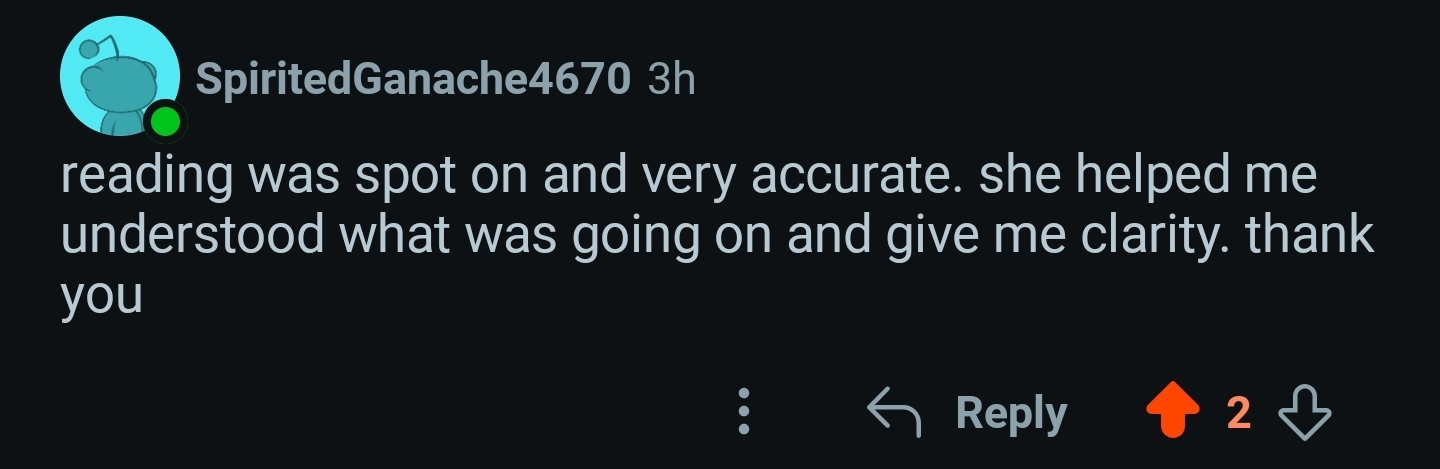 SpiritedGanache4670 3h
reading was spot on and very accurate. she helped me
understood what was going on and give me clarity. thank
you
Reply 2